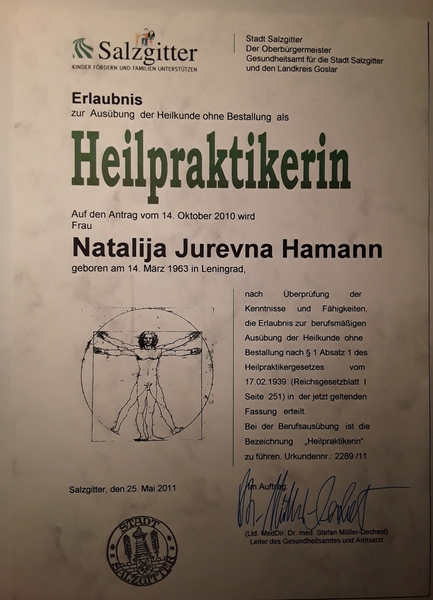 Salzgitter
KINDER FÖRDERN UND FAMILIEN UNTERSTÜTZEN
Stadt Salzgitter
Der Oberbürgermeister
Gesundheitsamt für die Stadt Salzgitter
und den Landkreis Goslar
Erlaubnis
zur Ausübung der Heilkunde ohne Bestallung als
Heilpraktikerin
Auf den Antrag vom 14. Oktober 2010 wird
Frau
Natalija Jurevna Hamann
geboren am 14. März 1963 in Leningrad,
nach Überprüfung der
Kenntnisse und Fähigkeiten,
die Erlaubnis zur berufsmäßigen
Ausübung der Heilkunde ohne
Bestallung nach § 1 Absatz 1 des
Heilpraktikergesetzes vom
17.02.1939 (Reichsgesetzblatt I
Seite 251) in der jetzt geltenden
Fassung erteilt.
Bei der Berufsausübung ist die
Bezeichnung „Heilpraktikerin"
zu führen. Urkundennr.: 2289 /11
Salzgitter, den 25. Mai 2011
Im Auftrag:
(Ltd. MedDir. Dr. med. Stefan Müller-Dechent)
Leiter des Gesundheitsamtes und Amtsarzt
STADT
SALZGITTER